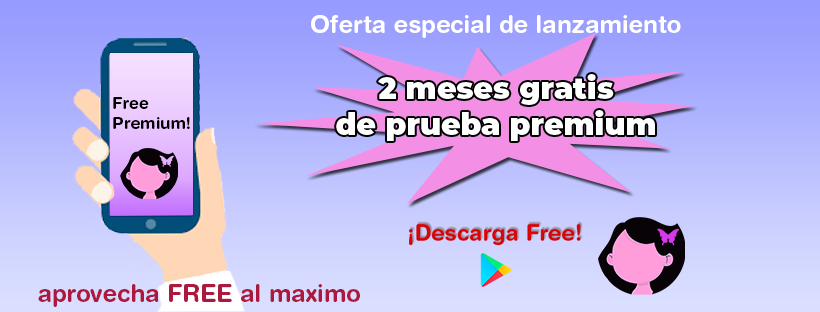 Oferta especial de lanzamiento
2 meses gratis
de prueba premium
Free
Premium!
¡Descarga Free!
aprovecha FREE al maximo